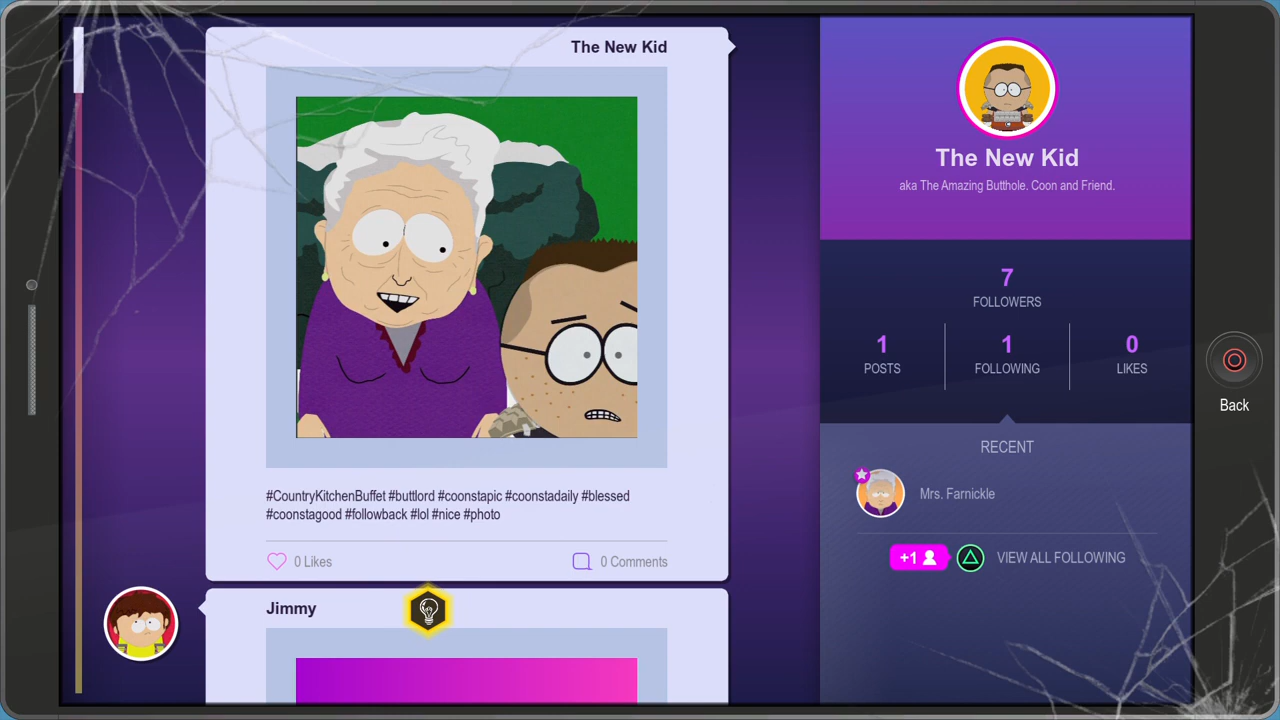 The New Kid
#CountryKitchenBuffet #buttlord #coonstapic #coonstadaily #blessed
#coonstagood #followback #lol #nice #photo
0 Likes
0 Comments
Jimmy
The New Kid
aka The Amazing Butthole. Coon and Friend.
7
FOLLOWERS
1
POSTS
1
FOLLOWING
0
LIKES
RECENT
Mrs. Farnickle
+1
VIEW ALL FOLLOWING
Back